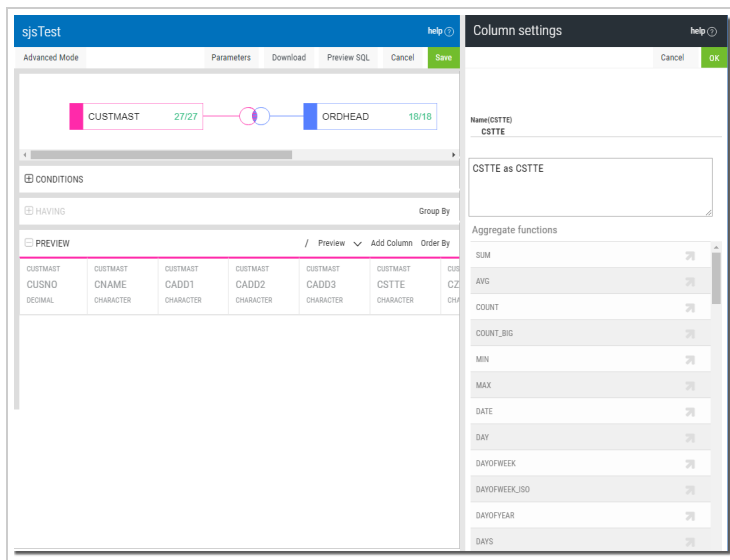 sjsTest
help ?
Advanced Mode
Parameters
Download
Preview SQL
Cancel
Save
CUSTMAST
27/27
ORDHEAD
18/18
CONDITIONS
HAVING
Group By
PREVIEW
/ Preview
Add Column
Order By
CUSTMAST CUSTMAST CUSTMAST CUSTMAST CUSTMAST CUSTMAST CUS
CUSNO CNAME CADD1 CADD2 CADD3 CSTTE CZ
DECIMAL CHARACTER CHARACTER CHARACTER CHARACTER CHARACTER CHA
Column settings
help ?
Cancel
OK
Name(CSTTE)
CSTTE
CSTTE as CSTTE
Aggregate functions
SUM
AVG
COUNT
COUNT_BIG
MIN
MAX
DATE
DAY
DAYOFWEEK
DAYOFWEEK_ISO
DAYOFYEAR
DAYS